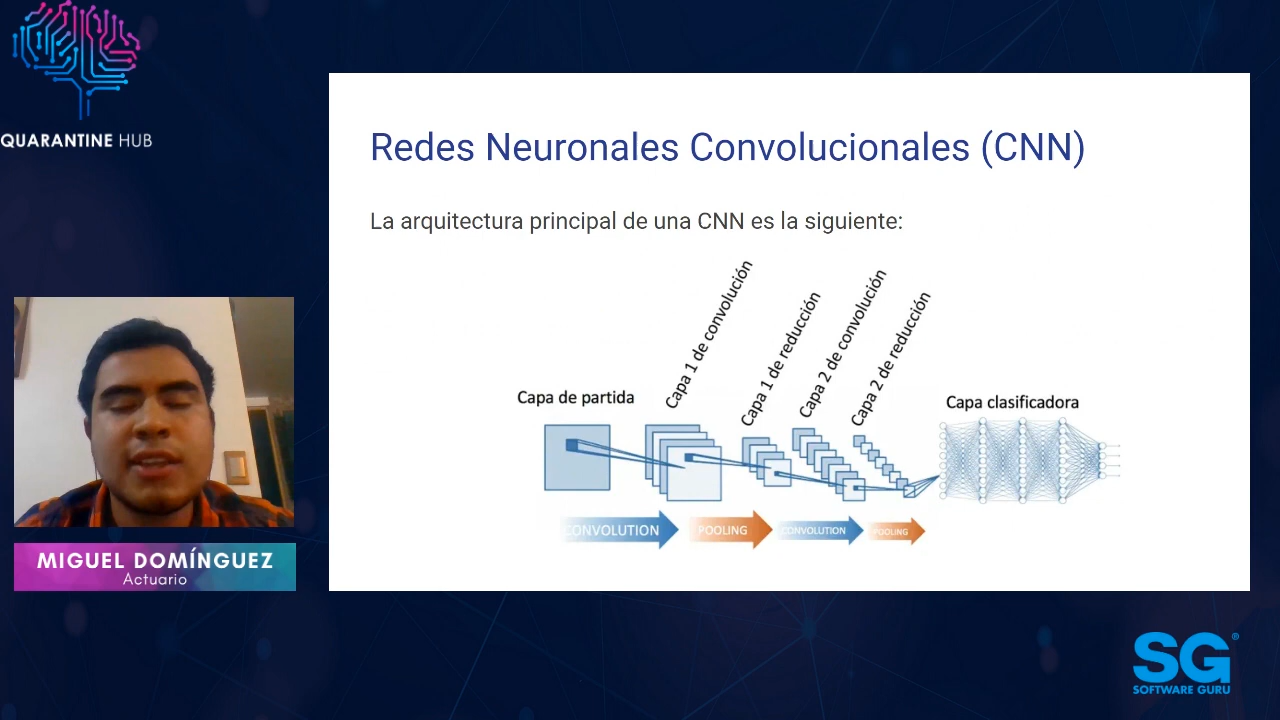 QUARANTINE HUB
Redes Neuronales Convolucionales (CNN)
La arquitectura principal de una CNN es la siguiente:
Capa de partida
Capa 1 de convolución
Capa 1 de reducción
Capa 2 de convolución
Capa 2 de reducción
Capa clasificadora
CONVOLUTION
POOLING
CONVOLUTION
POOLING
MIGUEL DOMÍNGUEZ
Actuario
SG®
SOFTWARE GURU